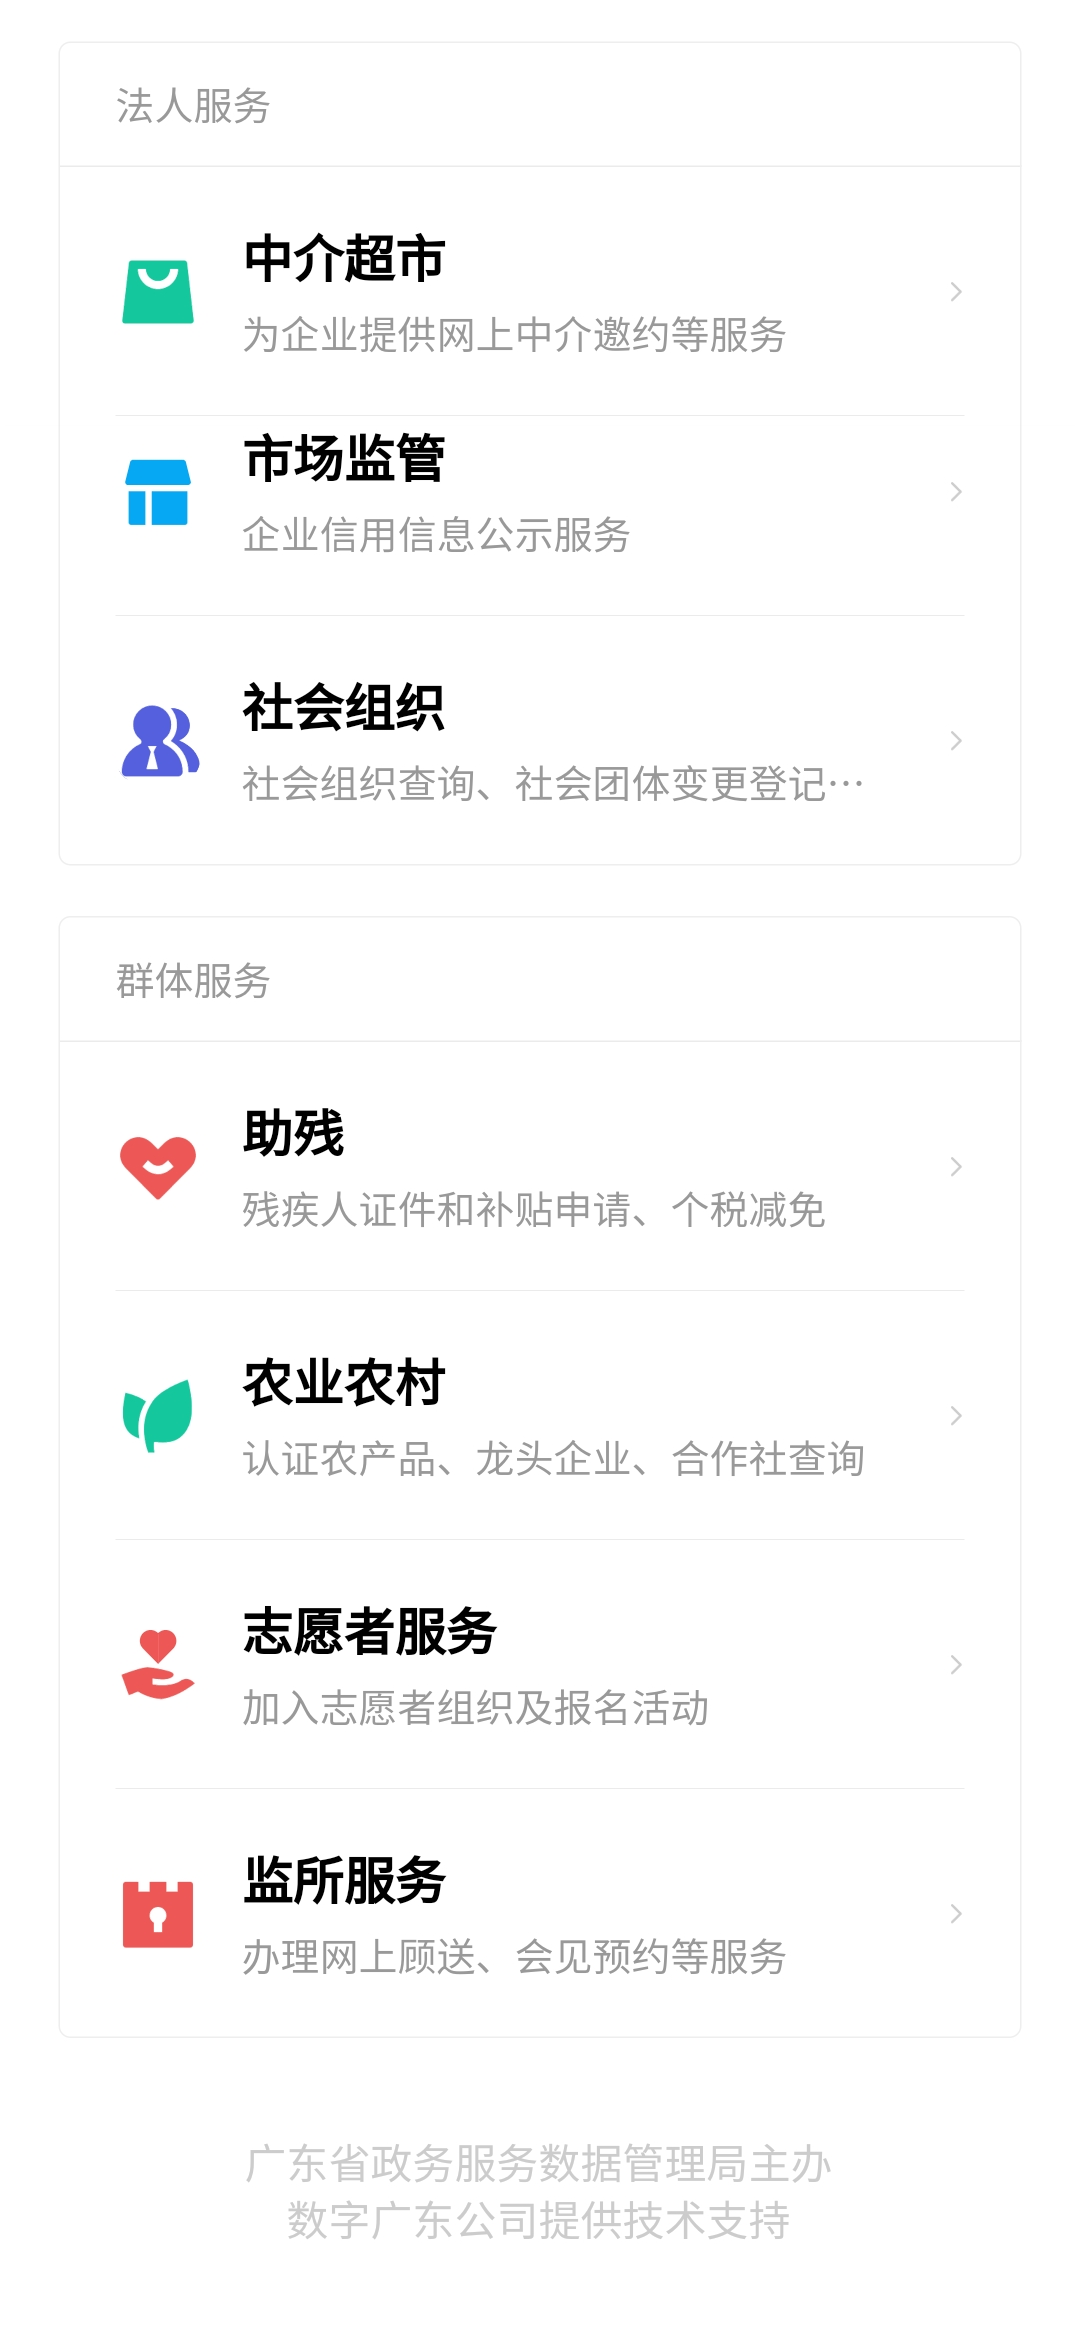 法人服务
中介超市
为企业提供网上中介邀约等服务
市场监管
企业信用信息公示服务
社会组织
社会组织查询、社会团体变更登记…
群体服务
助残
残疾人证件和补贴申请、个税减免
农业农村
认证农产品、龙头企业、合作社查询
志愿者服务
加入志愿者组织及报名活动
监所服务
办理网上顾送、会见预约等服务
广东省政务服务数据管理局主办
数字广东公司提供技术支持